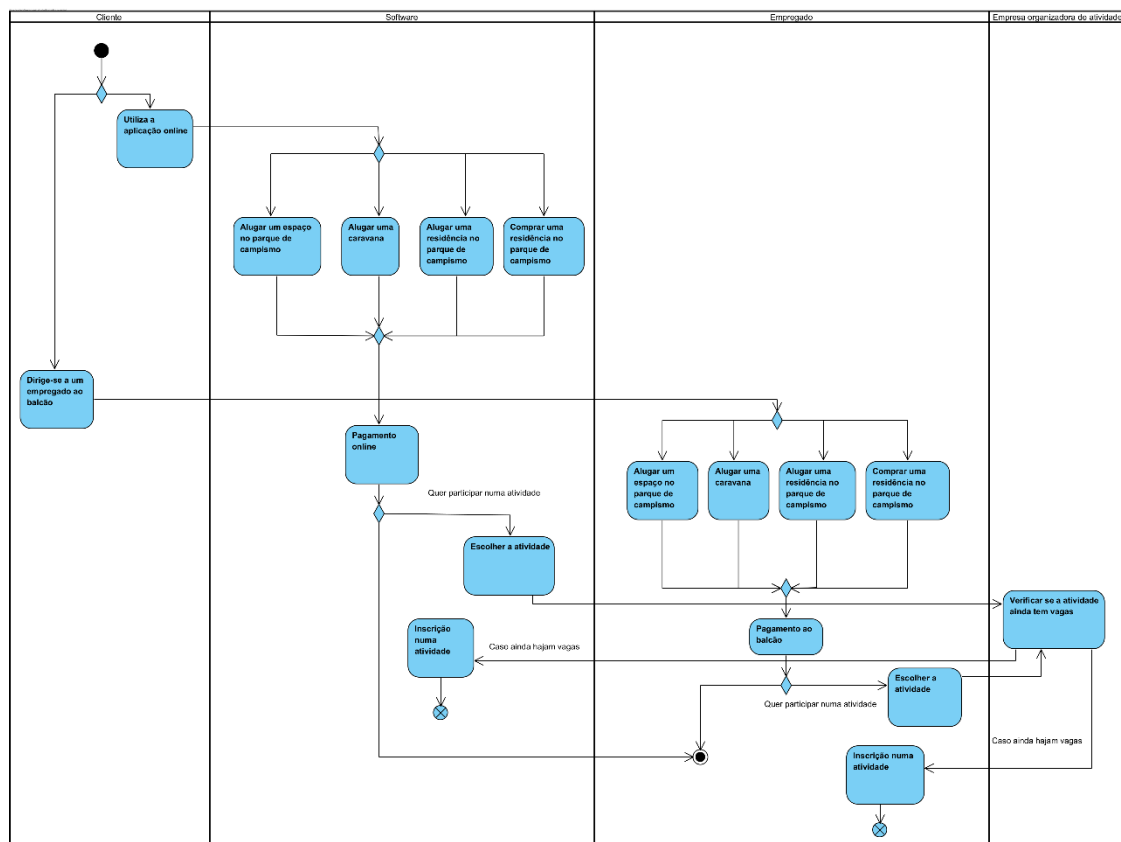 Cliente
Software
Empregado
Empresa organizadora de atividade
Utiliza a
aplicação online
Alugar um espaço
no parque de
campismo
Alugar uma
caravana
Alugar uma
residência no
parque de
campismo
Comprar uma
residência no
parque de
campismo
Dirige-se a um
empregado ao
balcão
Pagamento
online
Quer participar numa atividade
Escolher a atividade
Alugar um
espaço no
parque de
campismo
Alugar uma
caravana
Alugar uma
residência no
parque de
campismo
Comprar uma
residência no
parque de
campismo
Verificar se a atividade
ainda tem vagas
Inscrição
numa
atividade
Caso ainda hajam vagas
Pagamento ao
balcão
Escolher a
atividade
Quer participar numa atividade
Caso ainda hajam vagas
Inscrição numa
atividade